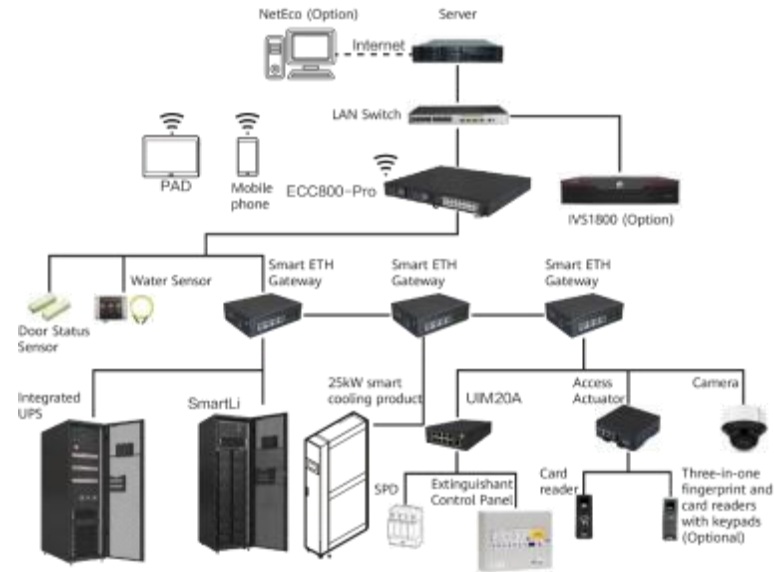 NetEco (Option)
Server
Internet
LAN Switch
PAD
Mobile
phone
ECC800-Pro
IVS1800 (Option)
Water Sensor
Smart ETH
Gateway
Smart ETH
Gateway
Smart ETH
Gateway
Door Status
Sensor
Integrated
UPS
SmartLi
25kW smart
cooling product
UIM20A
Access
Actuator
Camera
SPD
Extinguishant
Control Panel
Card
reader
Three-in-one
fingerprint and
card readers
with keypads
(Optional)